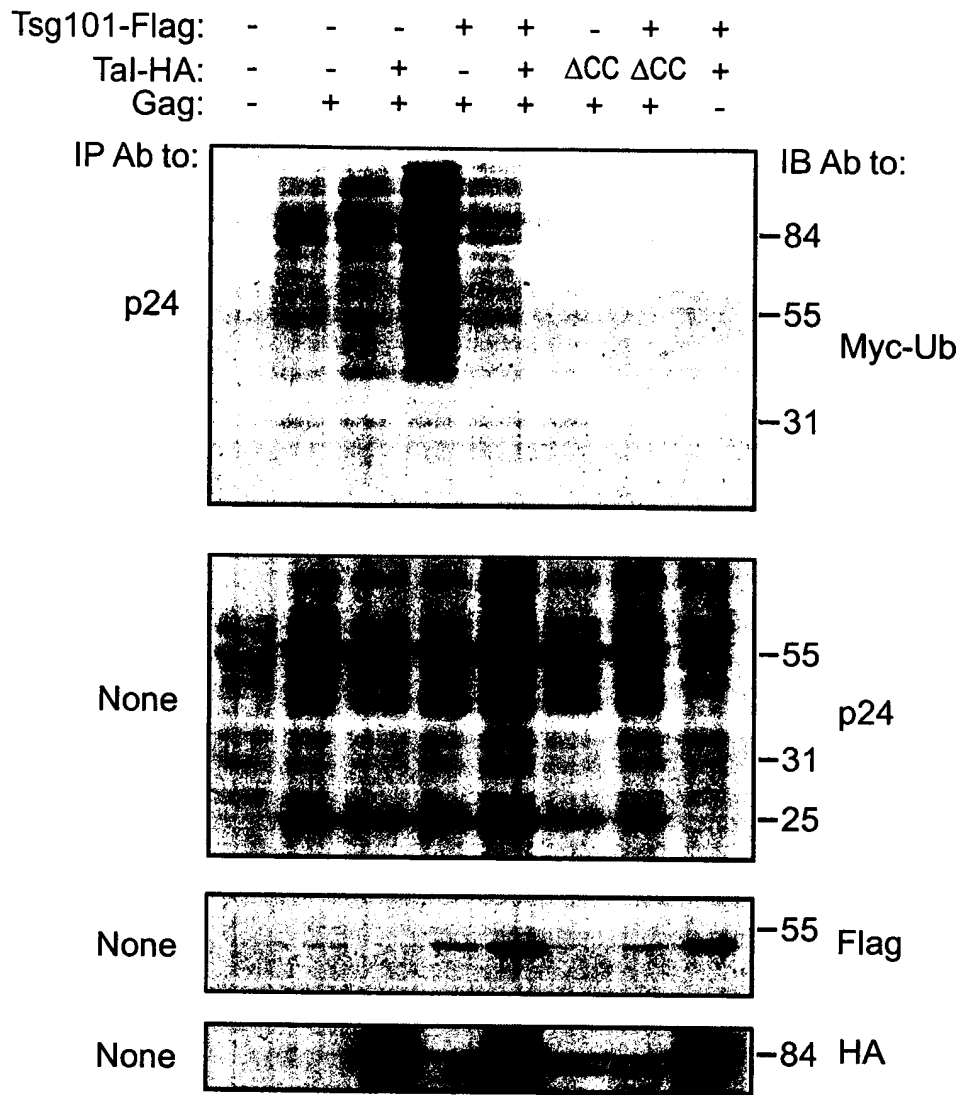 Tsg101-Flag: - - - + + - + +
Tal-HA: - - + - + ΔCC ΔCC +
Gag: - + + + + + + -
IP Ab to: IB Ab to:
-84
p24
-55
Myc-Ub
-31
-55
None p24
-31
-25
-55
None Flag
None -84 HA